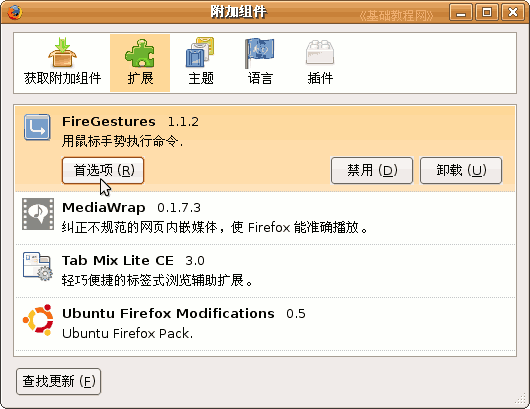 附加组件
《基础教程网》
获取附加组件 扩展 主题 语言 插件
FireGestures 1.1.2
用鼠标手势执行命令.
首选项 (R) 禁用 (D) 卸载 (U)
MediaWrap 0.1.7.3
纠正不规范的网页内嵌媒体，使 Firefox 能准确播放。
Tab Mix Lite CE 3.0
轻巧便捷的标签式浏览辅助扩展。
Ubuntu Firefox Modifications 0.5
Ubuntu Firefox Pack.
查找更新 (F)